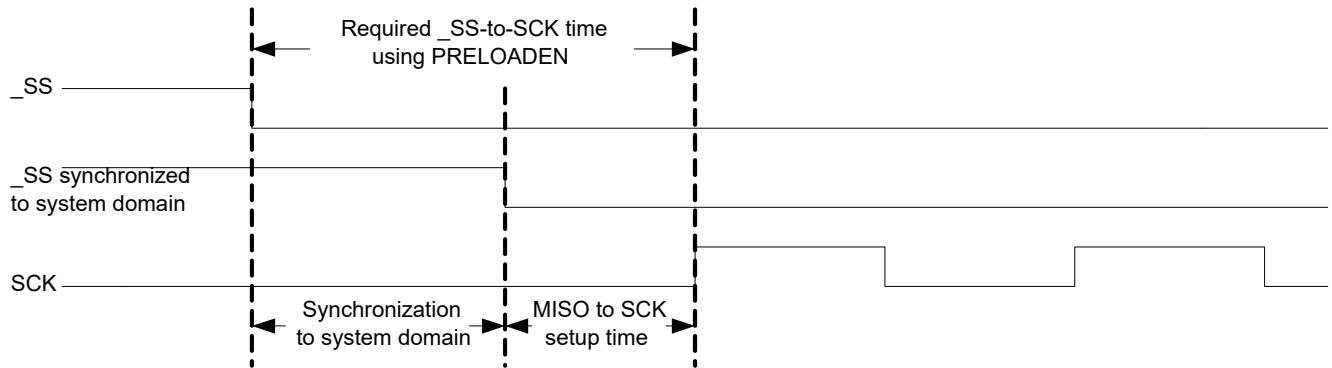 Required _SS-to-SCK time
using PRELOADEN
_SS
_SS synchronized
to system domain
SCK
Synchronization
to system domain
MISO to SCK
setup time